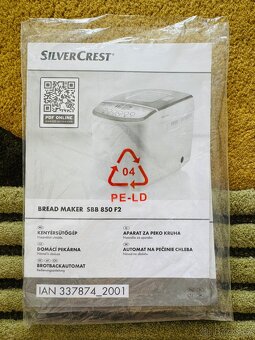 SILVERCREST®
PDF ONLINE
04
PE-LD
BREAD MAKER SBB 850 F2
KENYÉRSÜTŐGÉP
APARAT ZA PEKO KRUHA
DOMÁCÍ PEKÁRNA
AUTOMAT NA PEČENIE CHLEBA
BROTBACKAUTOMAT
Bedienungsanleitung
IAN 337874_2001